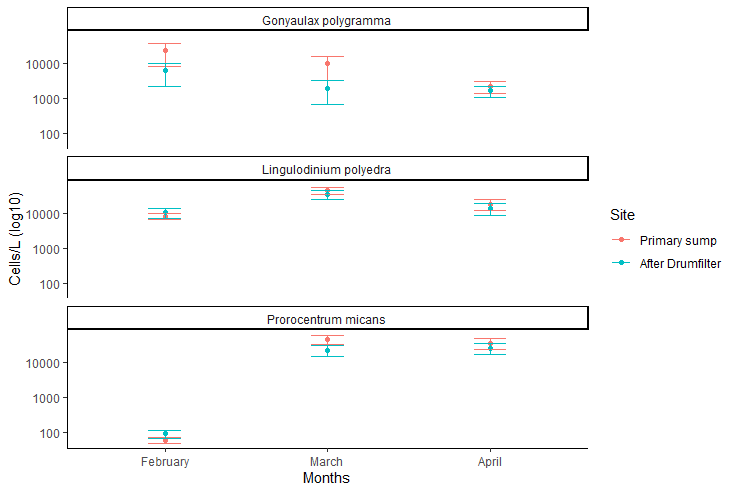 Gonyaulax polygramma
10000
1000
100
Lingulodinium polyedra
10000
1000
100
Prorocentrum micans
10000
1000
100
February March April
Months
Cells/L (log10)
Site
Primary sump
After Drumfilter